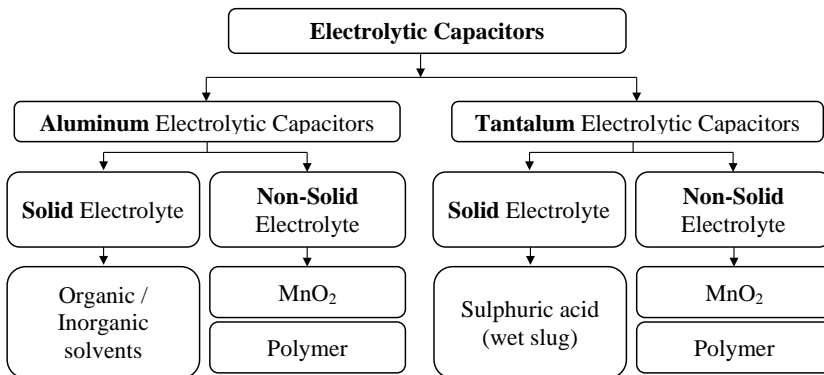 Electrolytic Capacitors
Aluminum Electrolytic Capacitors
Tantalum Electrolytic Capacitors
Solid Electrolyte
Non-Solid
Electrolyte
Solid Electrolyte
Non-Solid
Electrolyte
Organic /
Inorganic
solvents
MnO₂
Polymer
Sulphuric acid
(wet slug)
MnO₂
Polymer